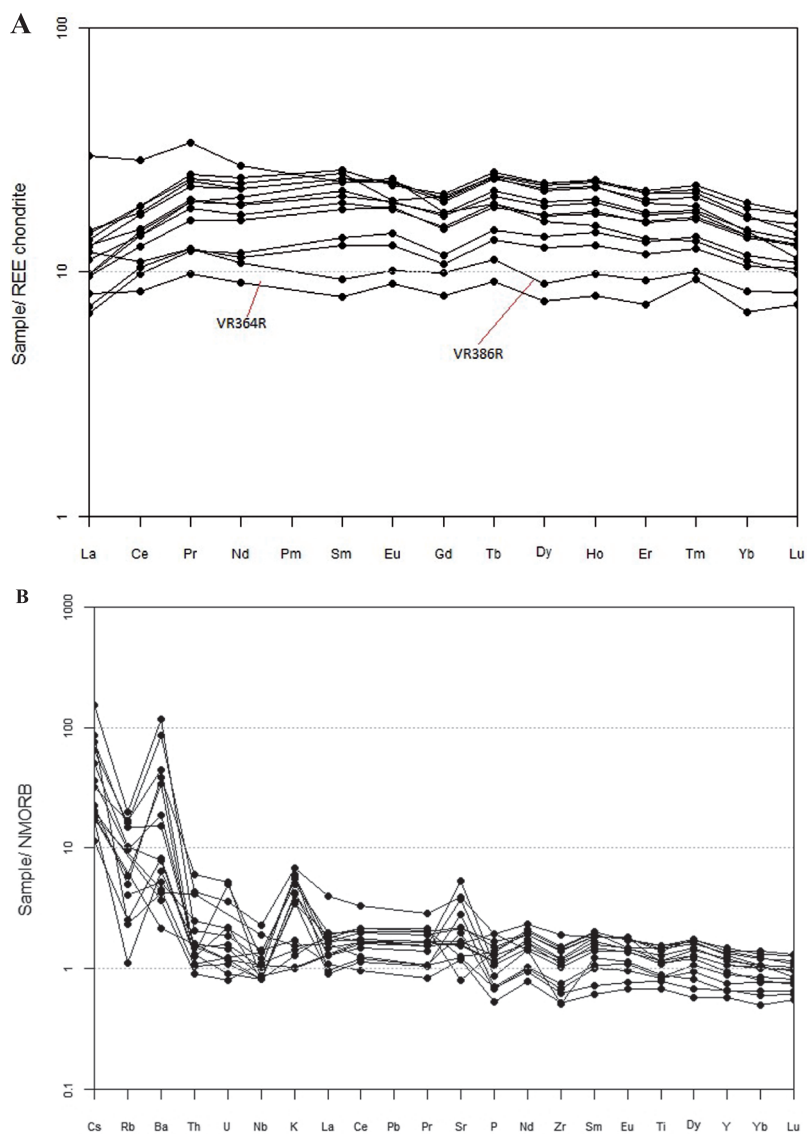 A
100
10
1
Sample/ REE chondrite
VR364R
VR386R
La Ce Pr Nd Pm Sm Eu Gd Tb Dy Ho Er Tm Yb Lu
B
1000
100
10
1
0.1
Sample/ NMORB
Cs Rb Ba Th U Nb K La Ce Pb Pr Sr P Nd Zr Sm Eu Ti Dy Y Yb Lu